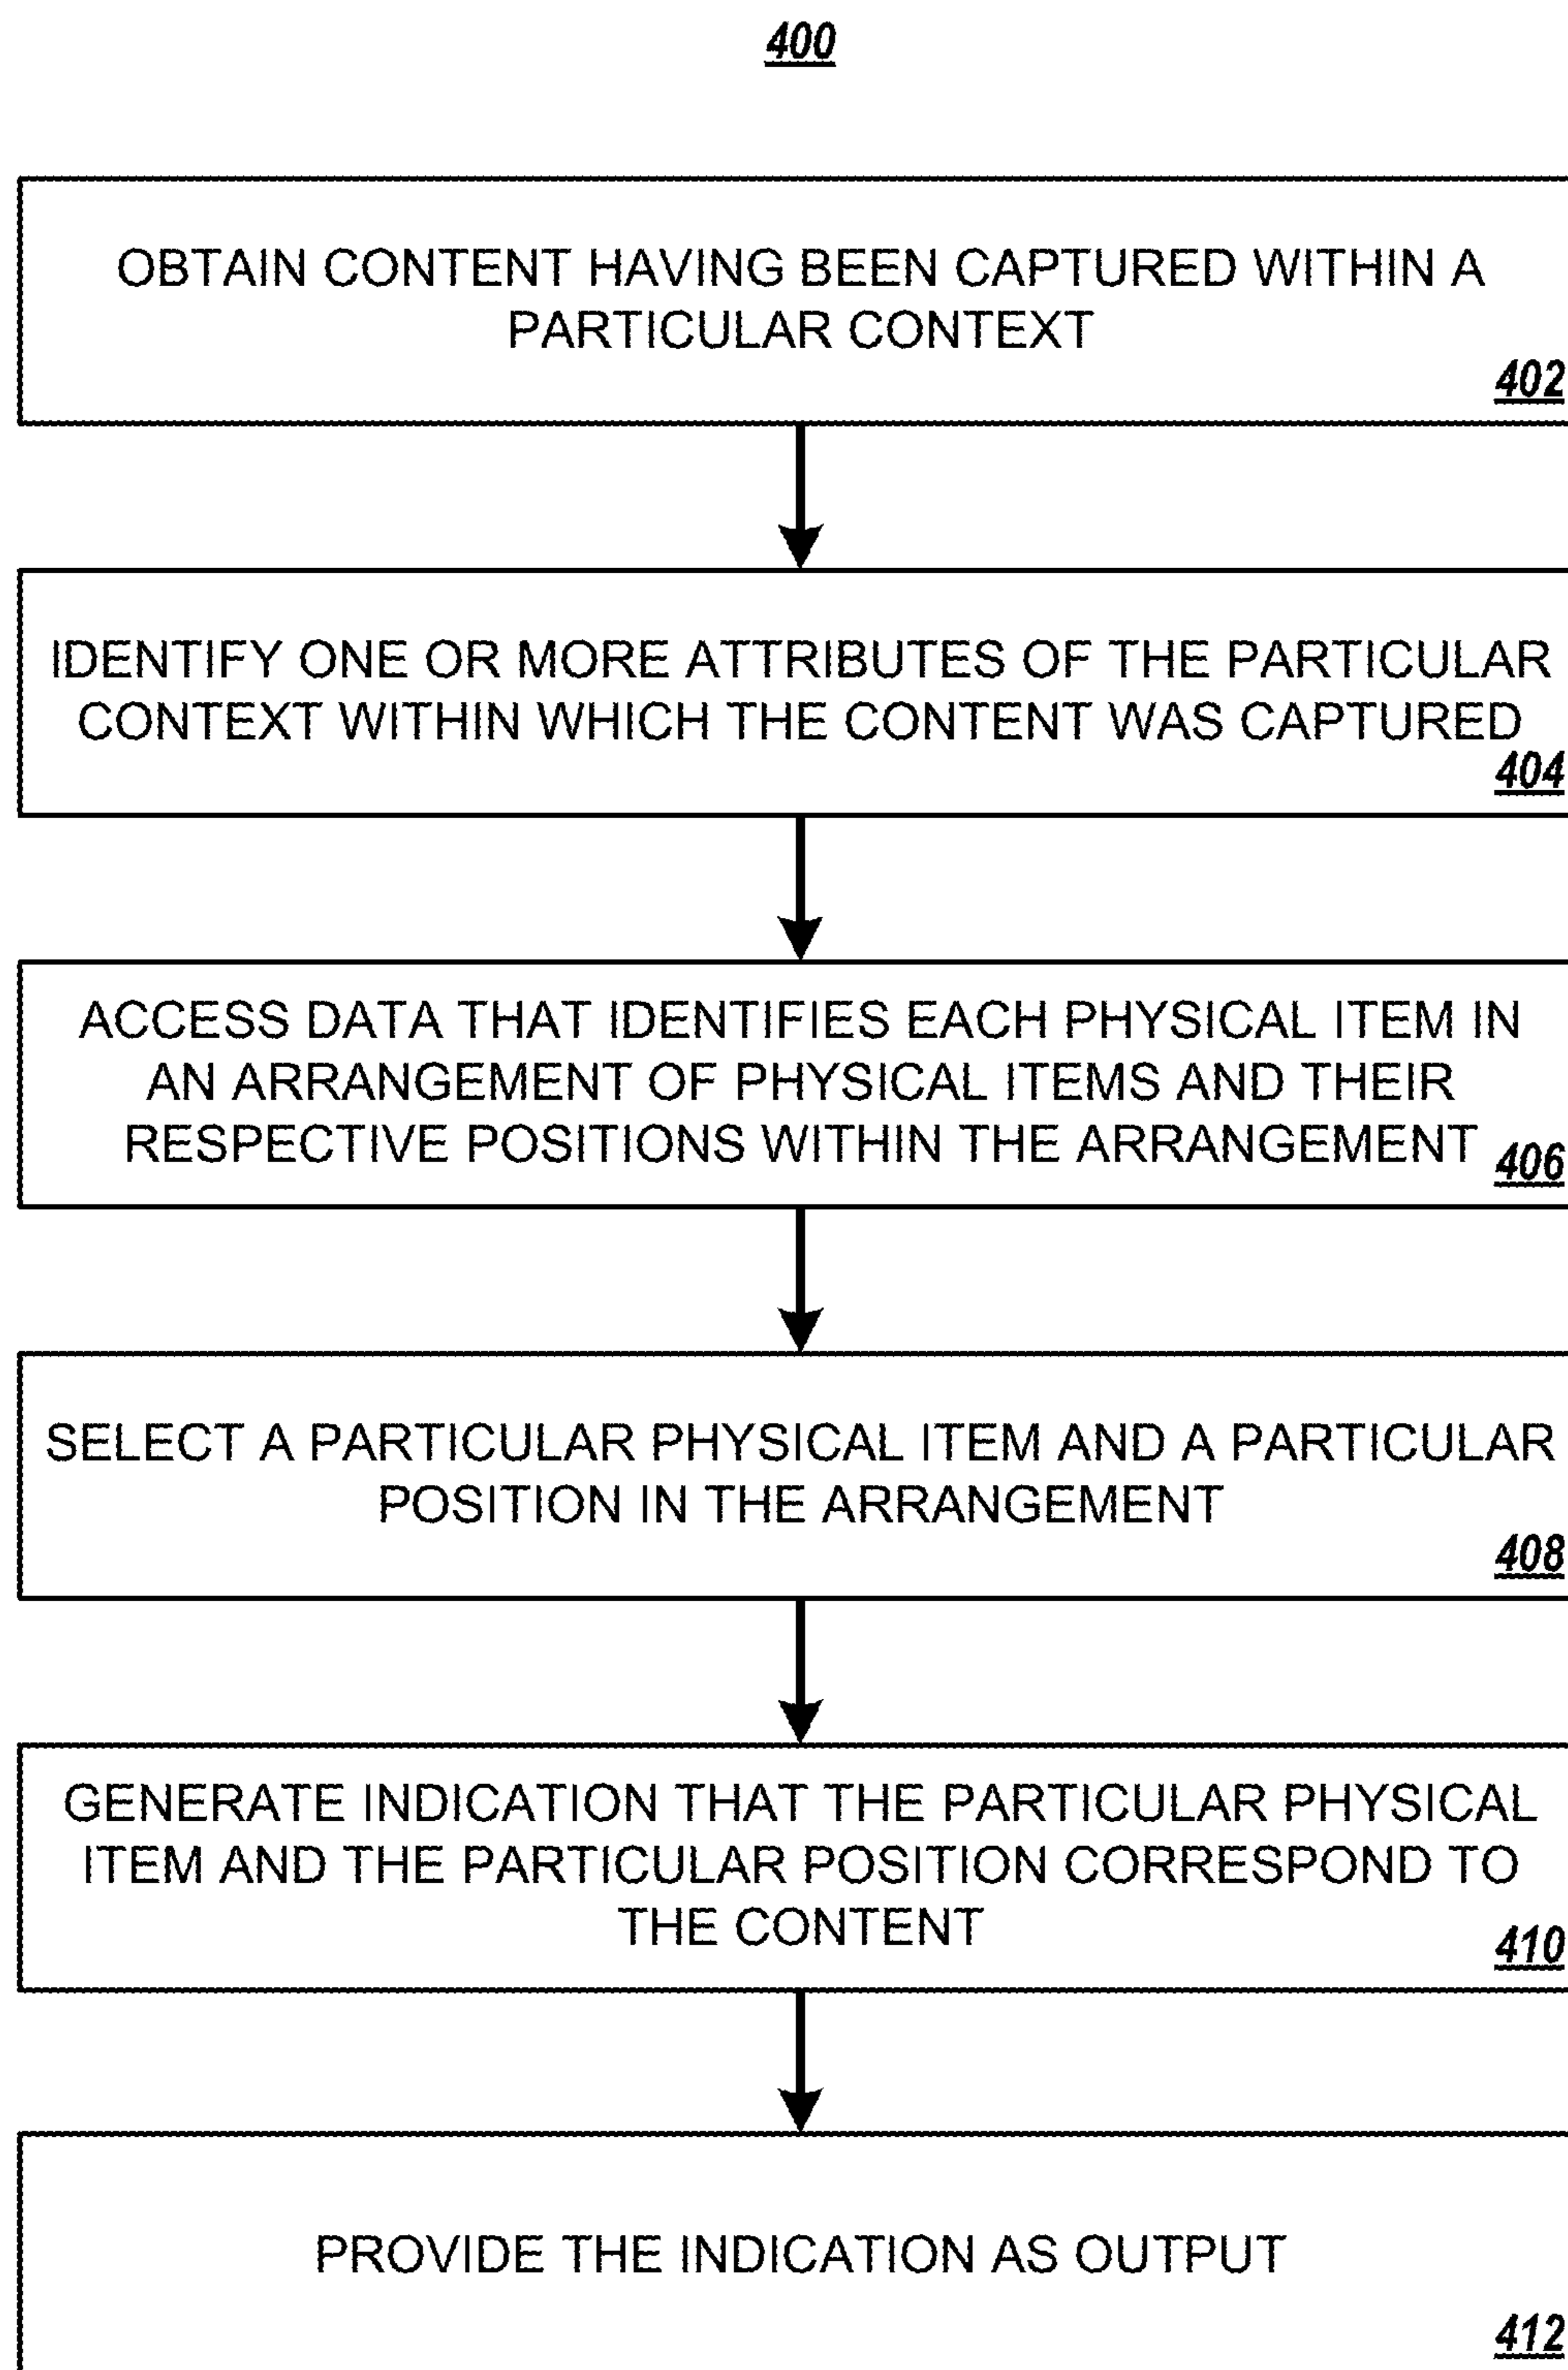 400
OBTAIN CONTENT HAVING BEEN CAPTURED WITHIN A
PARTICULAR CONTEXT
402
IDENTIFY ONE OR MORE ATTRIBUTES OF THE PARTICULAR
CONTEXT WITHIN WHICH THE CONTENT WAS CAPTURED
404
ACCESS DATA THAT IDENTIFIES EACH PHYSICAL ITEM IN
AN ARRANGEMENT OF PHYSICAL ITEMS AND THEIR
RESPECTIVE POSITIONS WITHIN THE ARRANGEMENT
406
SELECT A PARTICULAR PHYSICAL ITEM AND A PARTICULAR
POSITION IN THE ARRANGEMENT
408
GENERATE INDICATION THAT THE PARTICULAR PHYSICAL
ITEM AND THE PARTICULAR POSITION CORRESPOND TO
THE CONTENT
410
PROVIDE THE INDICATION AS OUTPUT
412